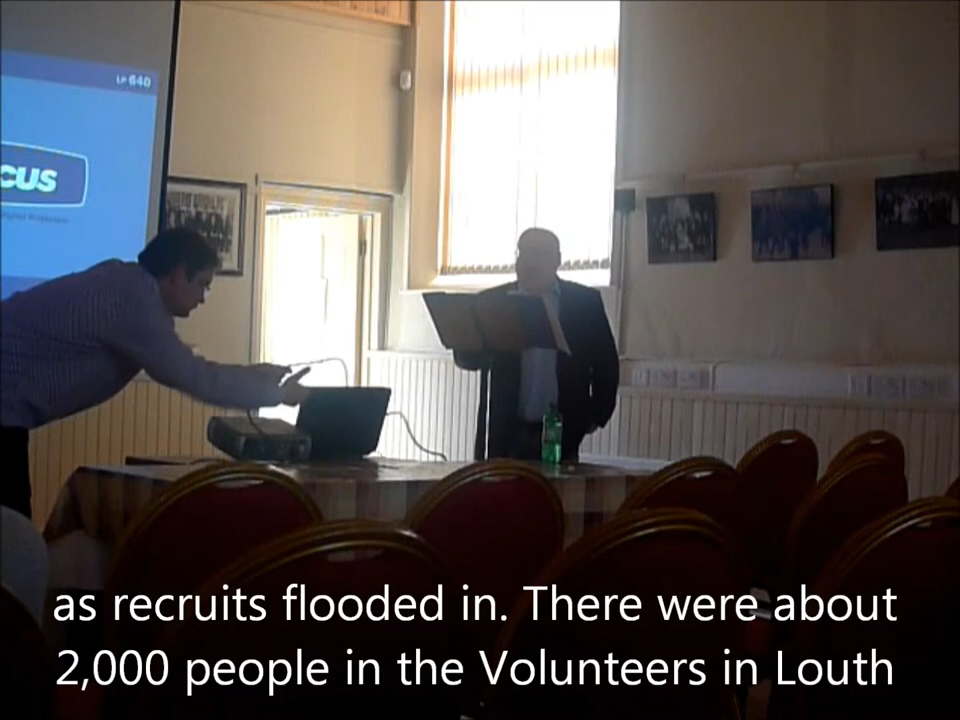 LP 640
cus
as recruits flooded in. There were about
2,000 people in the Volunteers in Louth